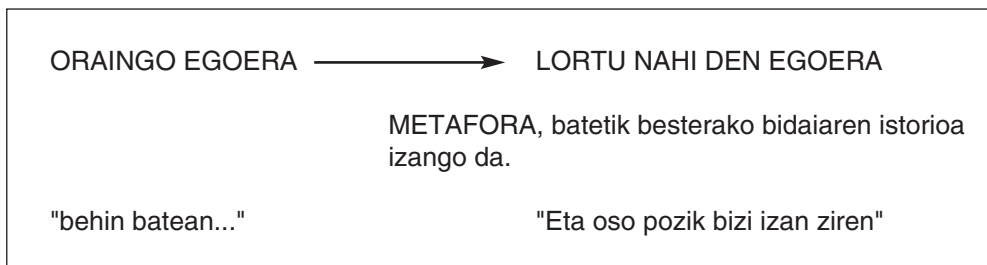 ORAINGO EGOERA LORTU NAHI DEN EGOERA
METAFORA, batetik besterako bidaiaren istorioa
izango da.
"behin batean..." "Eta oso pozik bizi izan ziren"